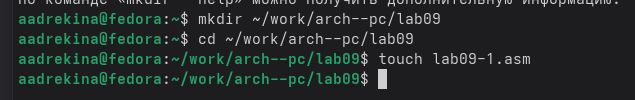 по команде «mkdir --help» можно получить дополнительную информацию.
aadrekina@fedora:~$ mkdir ~/work/arch--pc/lab09
aadrekina@fedora:~$ cd ~/work/arch--pc/lab09
aadrekina@fedora:~/work/arch--pc/lab09$ touch lab09-1.asm
aadrekina@fedora:~/work/arch--pc/lab09$